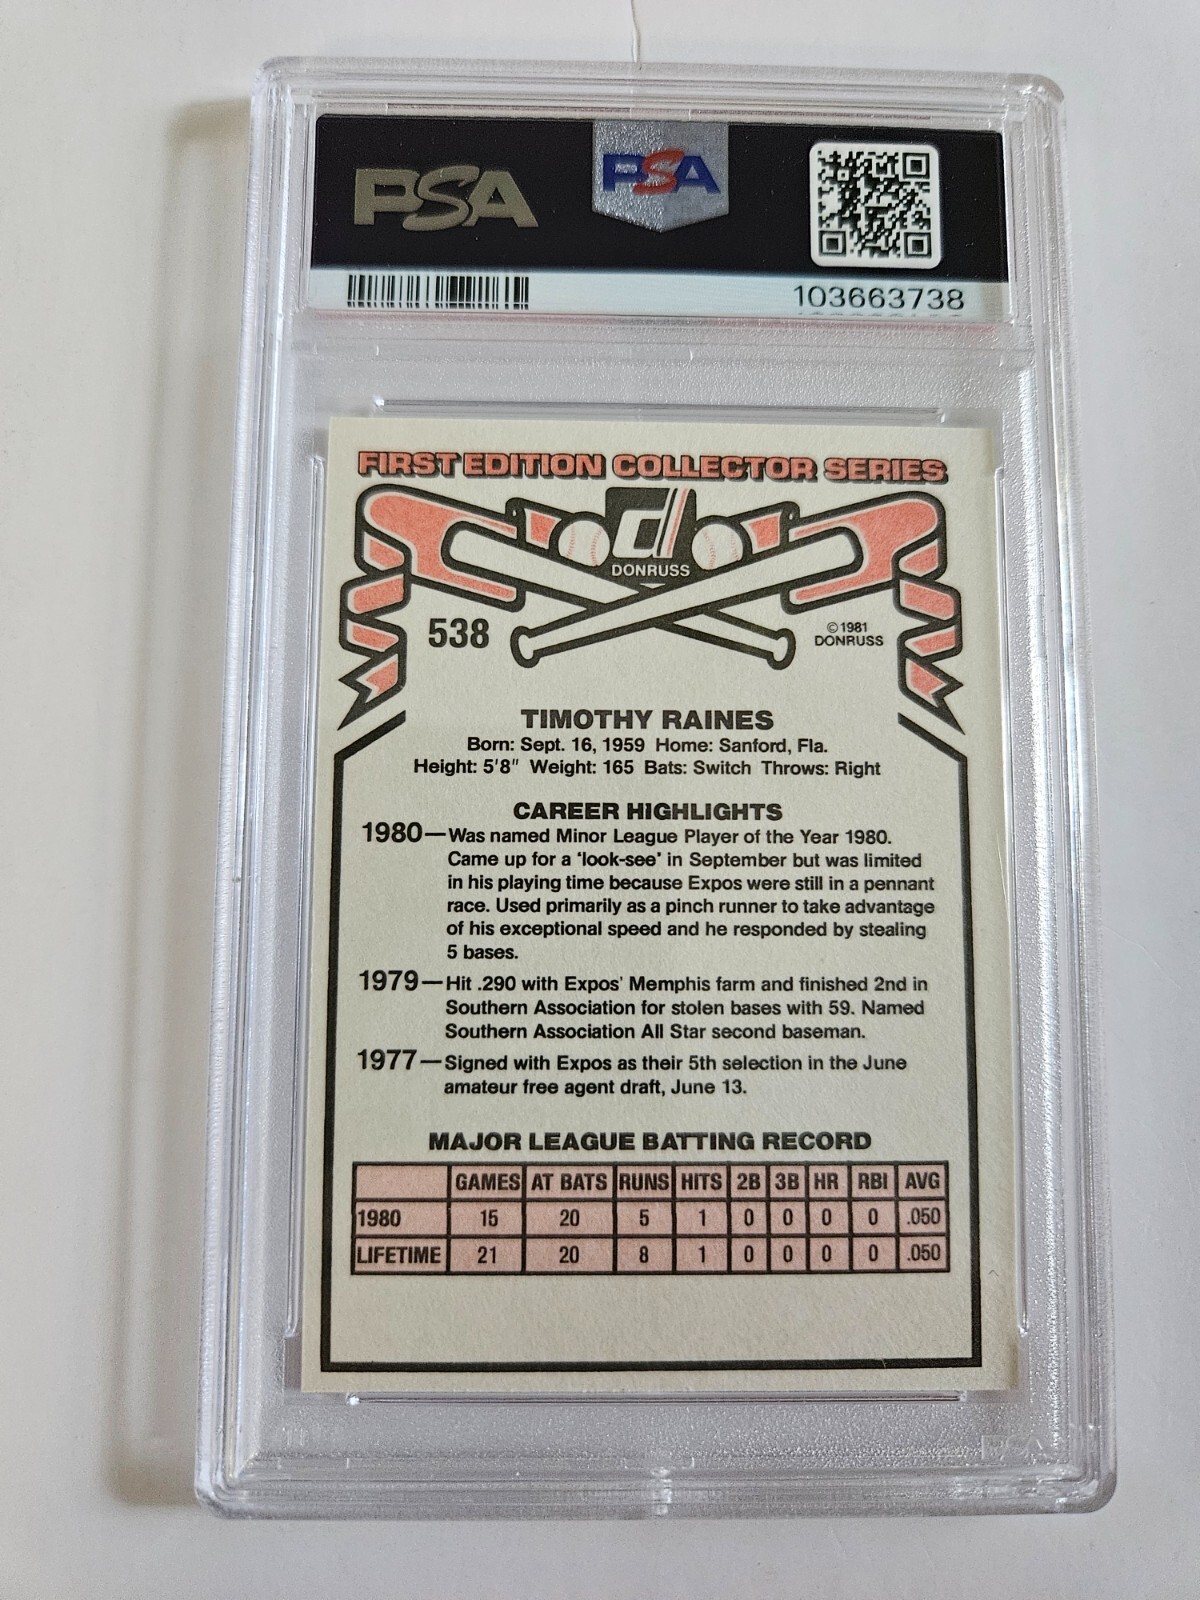 PSA PSA
103663738
FIRST EDITION COLLECTOR SERIES
d
DONRUSS
538
© 1981
DONRUSS
TIMOTHY RAINES
Born: Sept. 16, 1959 Home: Sanford, Fla.
Height: 5'8" Weight: 165 Bats: Switch Throws: Right
CAREER HIGHLIGHTS
1980—Was named Minor League Player of the Year 1980.
Came up for a 'look-see' in September but was limited
in his playing time because Expos were still in a pennant
race. Used primarily as a pinch runner to take advantage
of his exceptional speed and he responded by stealing
5 bases.
1979—Hit .290 with Expos' Memphis farm and finished 2nd in
Southern Association for stolen bases with 59. Named
Southern Association All Star second baseman.
1977—Signed with Expos as their 5th selection in the June
amateur free agent draft, June 13.
MAJOR LEAGUE BATTING RECORD
GAMES AT BATS RUNS HITS 2B 3B HR RBI AVG
1980 15 20 5 1 0 0 0 0 .050
LIFETIME 21 20 8 1 0 0 0 0 .050
PSA